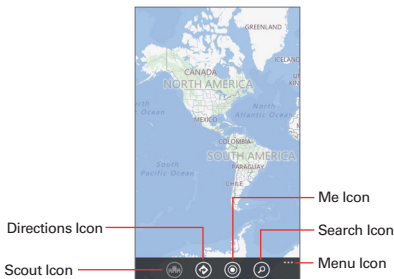 GREENLAND
ICELAND
CANADA
NORTH AMERICA
North
Atlantic Ocean
MEXICO
COLOMBIA
SOUTH AMERICA
South
Pacific Ocean
PARAGUAY
CHILE
Me Icon
Directions Icon
Search Icon
Scout Icon
Menu Icon